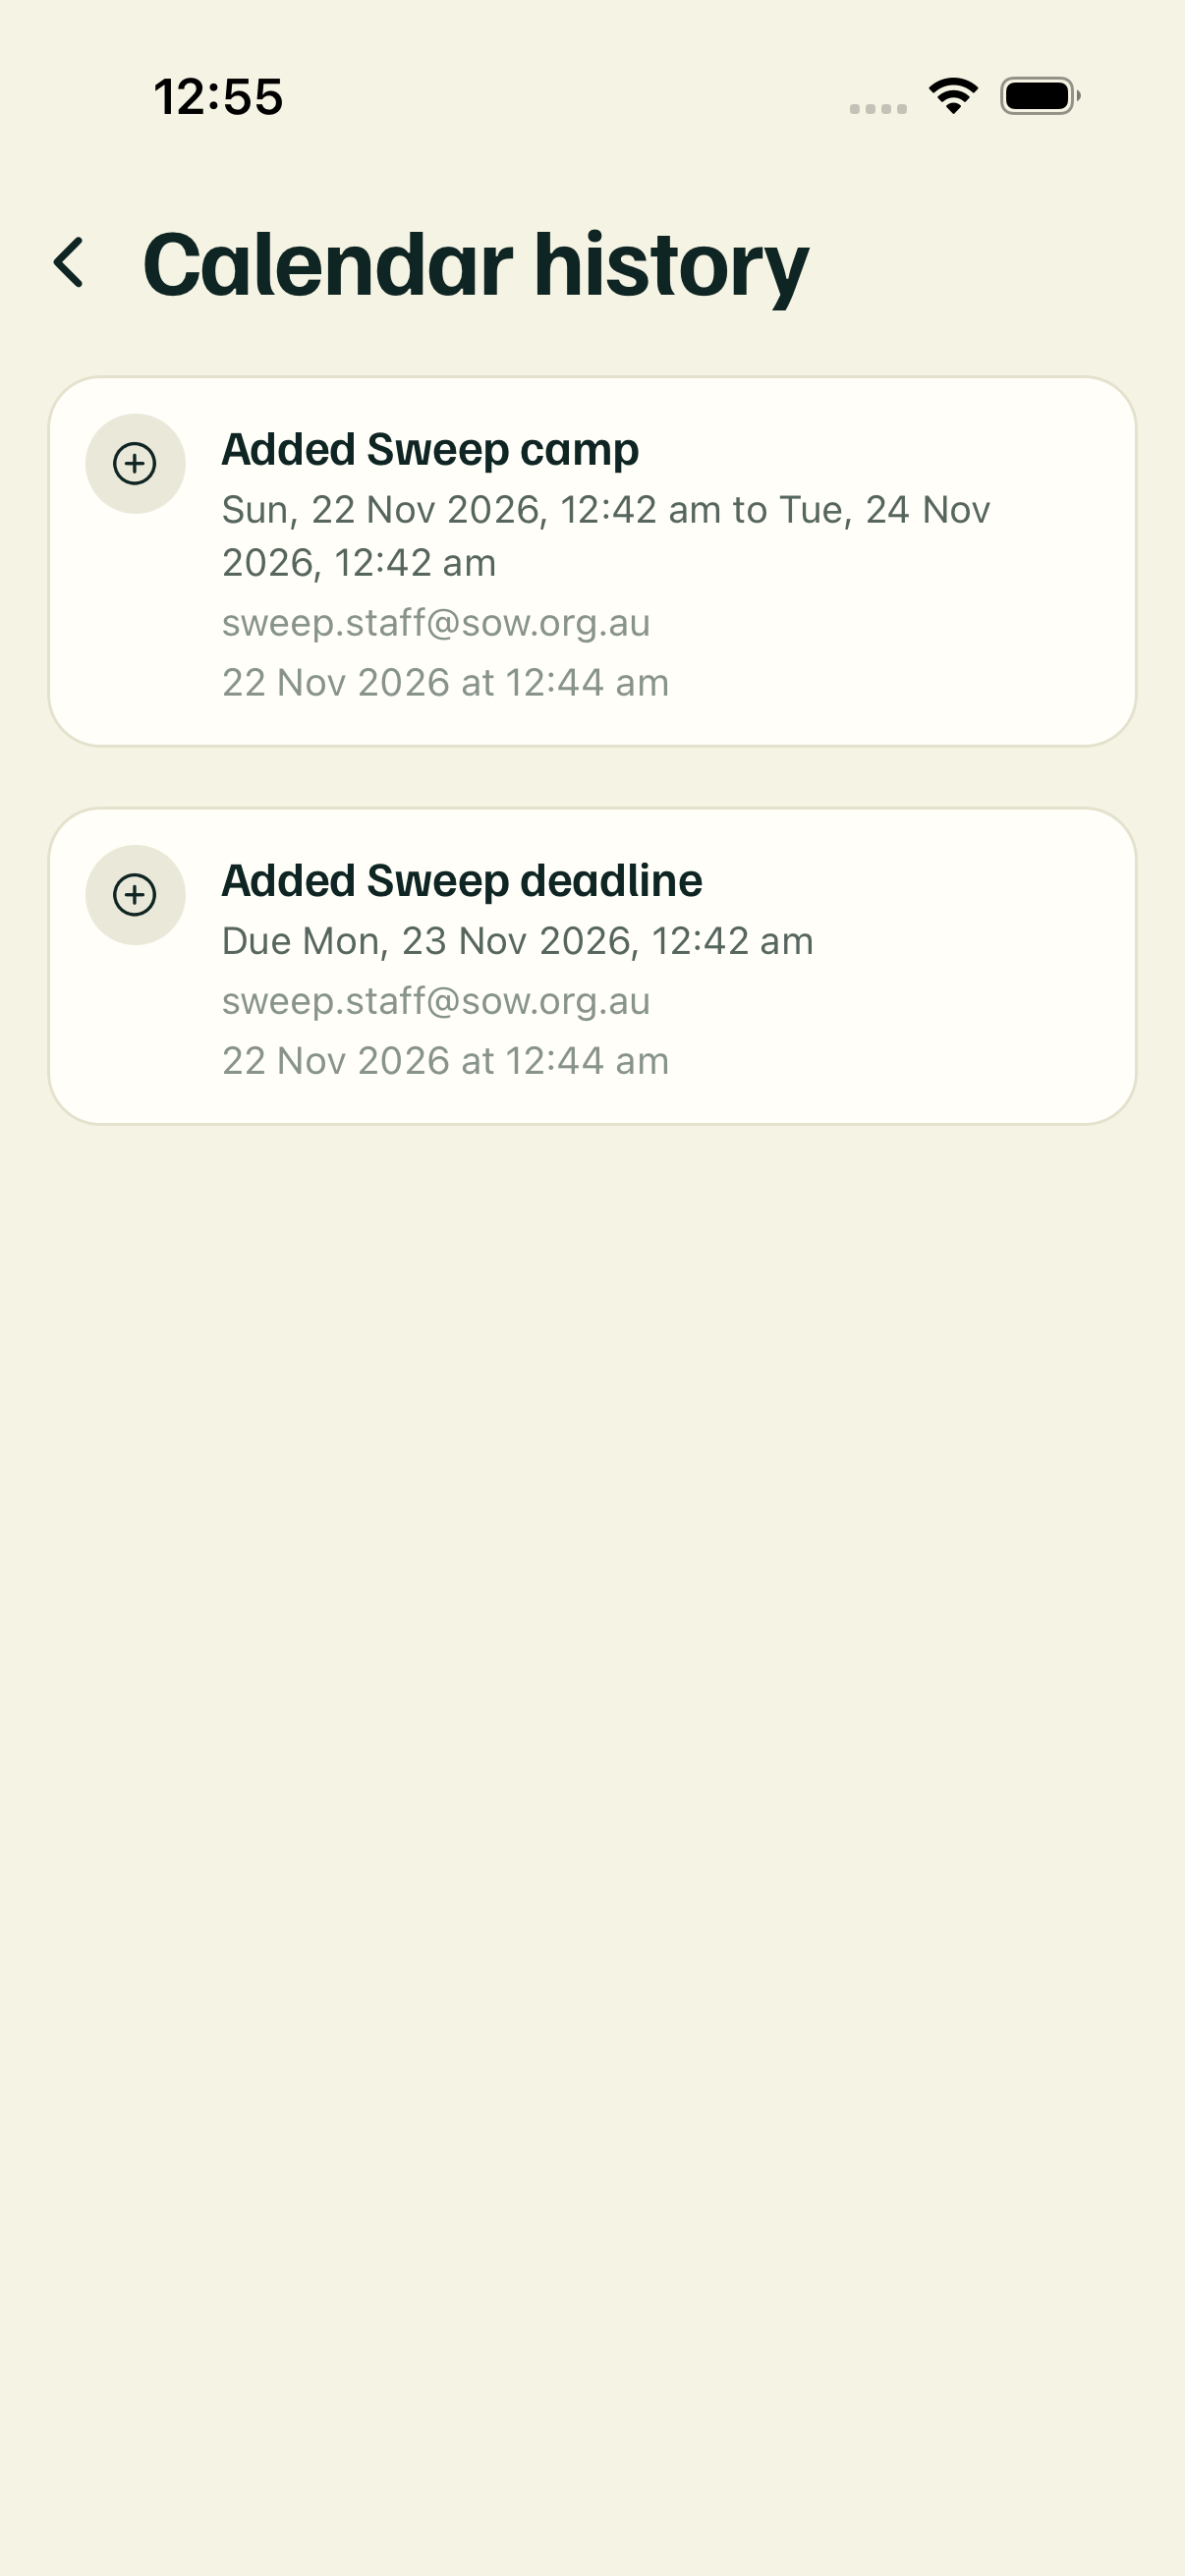 12:55
Calendar history
Added Sweep camp
Sun, 22 Nov 2026, 12:42 am to Tue, 24 Nov
2026, 12:42 am
sweep.staff@sow.org.au
22 Nov 2026 at 12:44 am
Added Sweep deadline
Due Mon, 23 Nov 2026, 12:42 am
sweep.staff@sow.org.au
22 Nov 2026 at 12:44 am